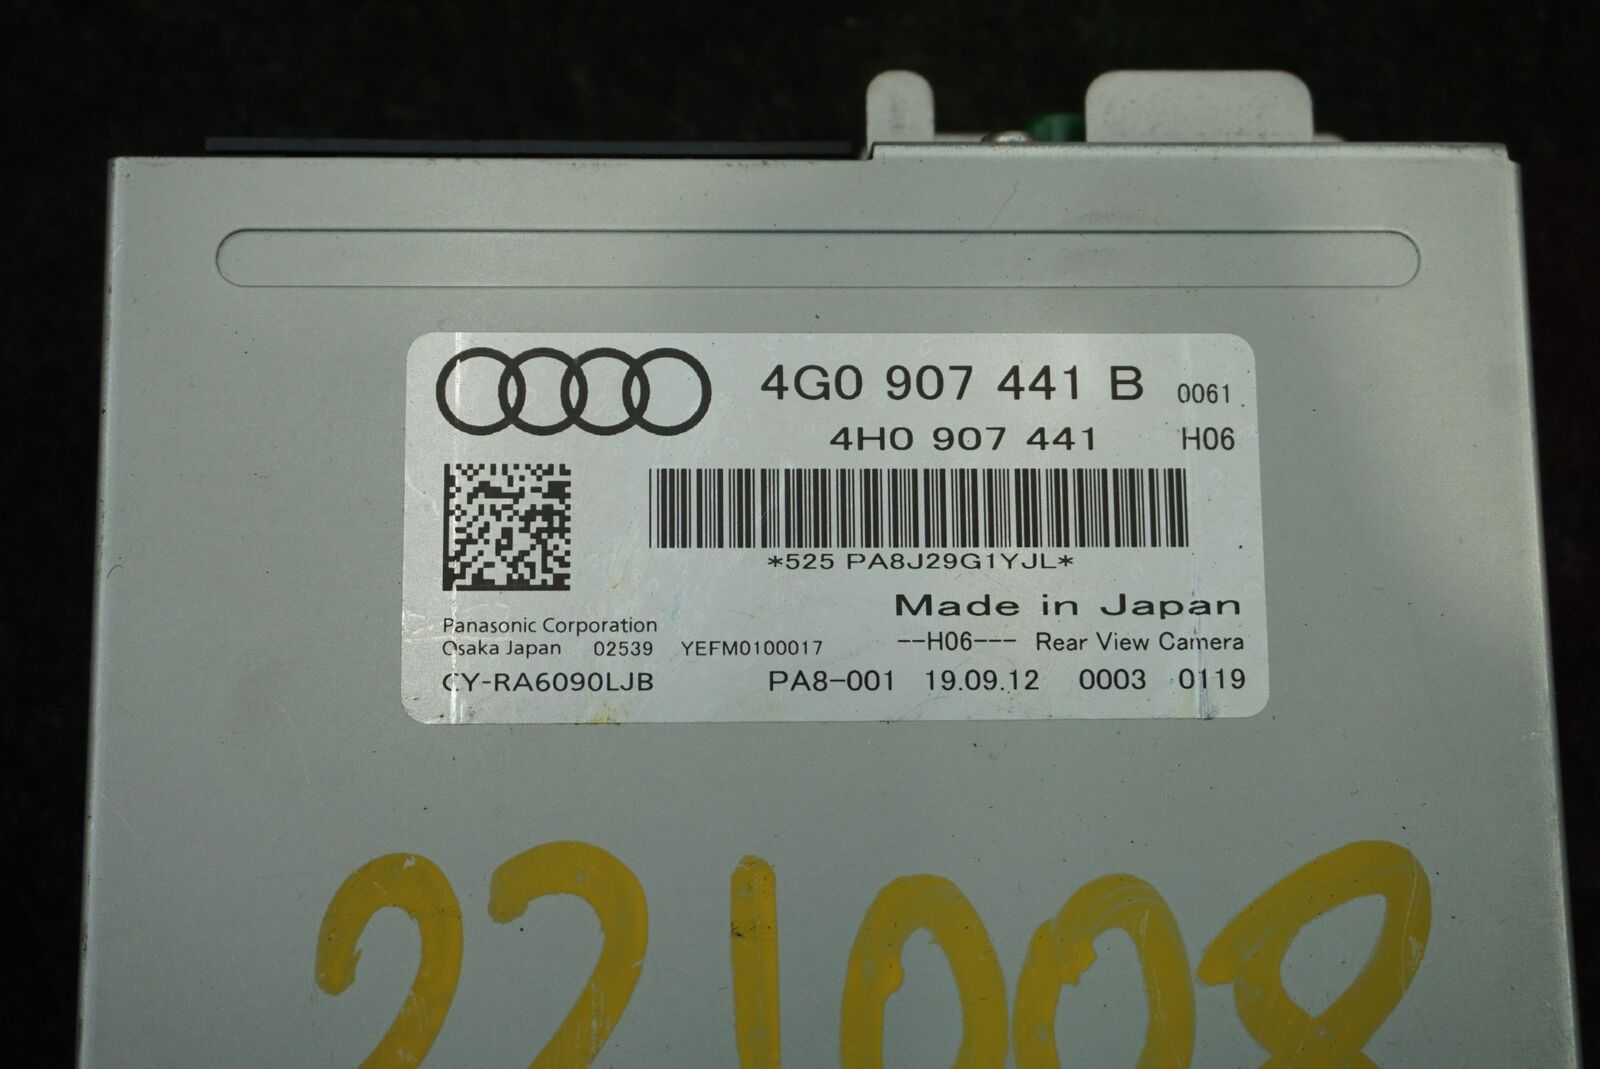 4G0 907 441 B 0061
4H0 907 441 H06
*525 PA8J29G1YJL*
Made in Japan
Panasonic Corporation
Osaka Japan 02539 YEFM0100017 --H06--- Rear View Camera
CY-RA6090LJB PA8-001 19.09.12 0003 0119
221008